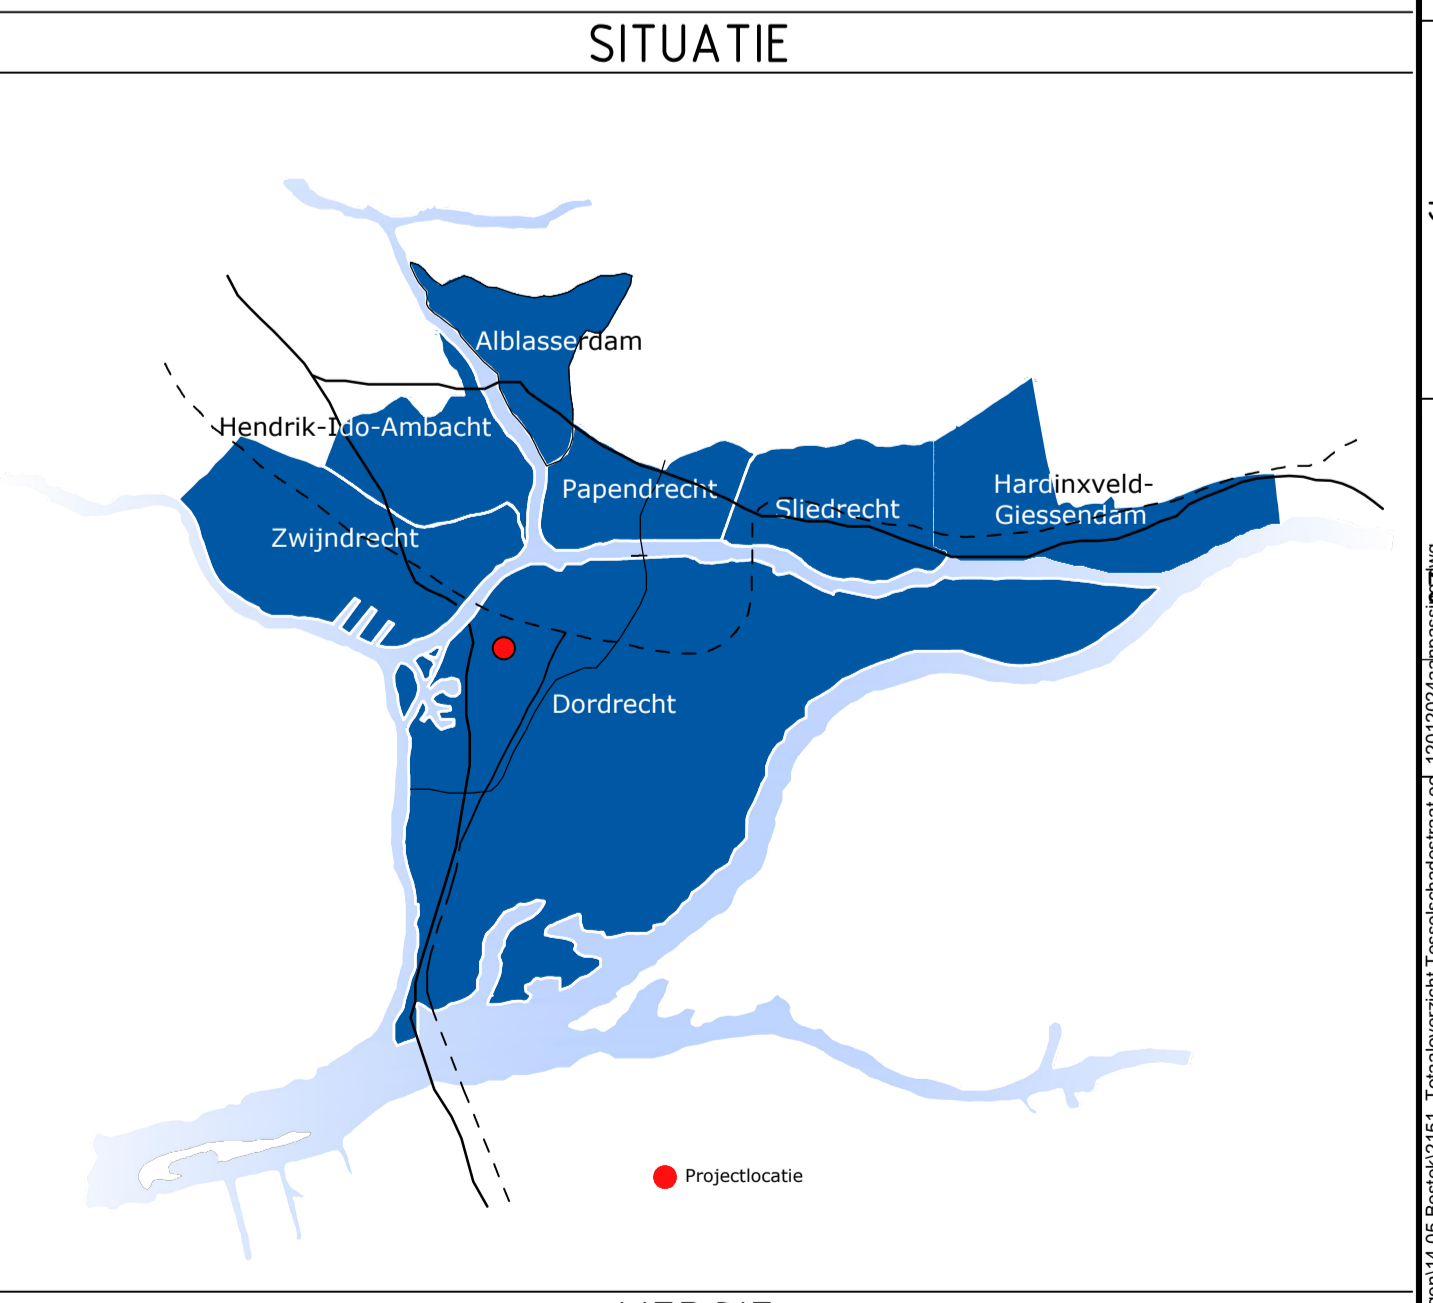 SITUATIE
Alblasserdam
Hendrik-Ido-Ambacht
Papendrecht
Hardinxveld-
Giessendam
Sliedrecht
Zwijndrecht
Dordrecht
Projectlocatie